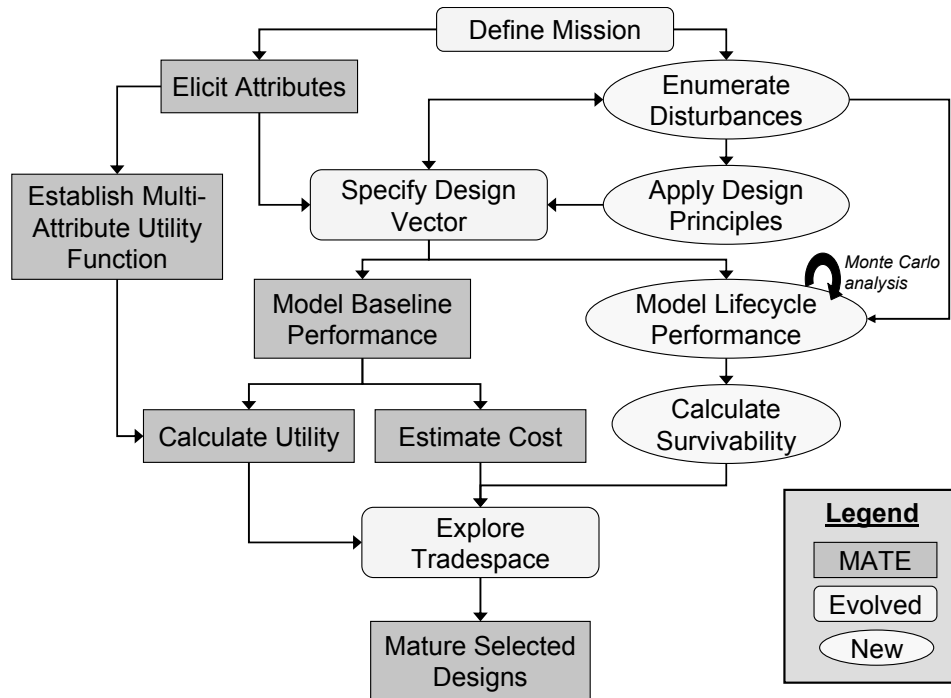 Define Mission
Elicit Attributes
Enumerate
Disturbances
Establish Multi-
Attribute Utility
Function
Specify Design
Vector
Apply Design
Principles
Monte Carlo
analysis
Model Baseline
Performance
Model Lifecycle
Performance
Calculate Utility
Estimate Cost
Calculate
Survivability
Explore
Tradespace
Mature Selected
Designs
Legend
MATE
Evolved
New